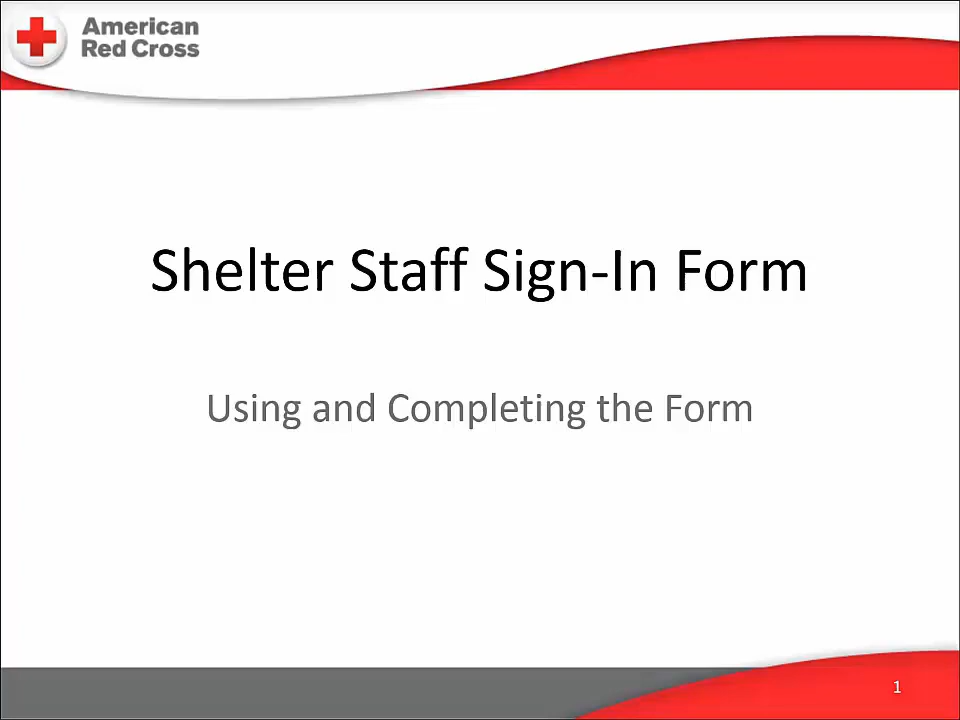 American
Red Cross
Shelter Staff Sign-In Form
Using and Completing the Form
1